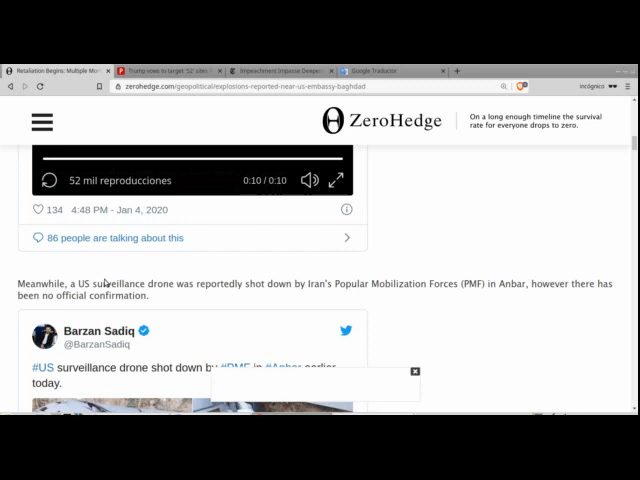 Retaliation Begins: Multiple Mor
Trump vows to target '52' sites
Impeachment Impasse Deepen
Google Traductor
zerohedge.com/geopolitical/explosions-reported-near-us-embassy-baghdad
incógnico
ZeroHedge
On a long enough timeline the survival
rate for everyone drops to zero.
52 mil reproducciones
0:10 / 0:10
134 4:48 PM - Jan 4, 2020
86 people are talking about this
Meanwhile, a US surveillance drone was reportedly shot down by Iran's Popular Mobilization Forces (PMF) in Anbar, however there has
been no official confirmation.
Barzan Sadiq
@BarzanSadiq
#US surveillance drone shot down by #PMF in #Anbar earlier
today.